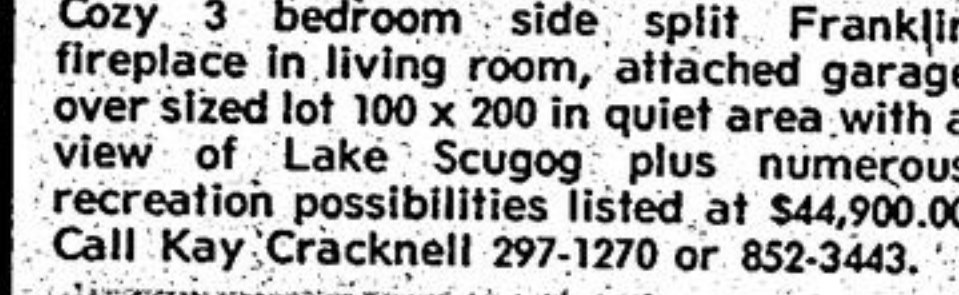 Cozy 3 bedroom side split Franklin
fireplace in living room, attached garage
over sized lot 100 x 200 in quiet area with a
view of Lake Scugog plus numerous
recreation possibilities listed at $44,900.00
Call Kay Cracknell 297-1270 or 852-3443.